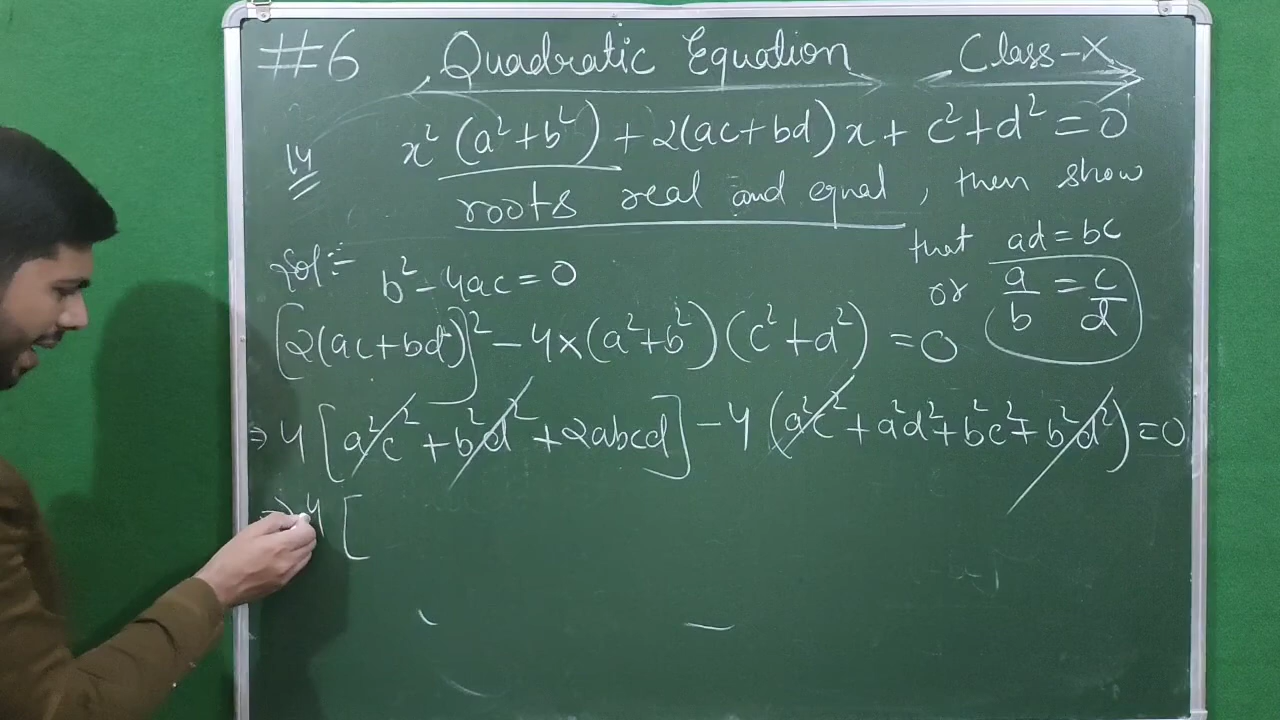 #6 Quadratic Equation Class-X
14 x²(a²+b²)+2(ac+bd)x+c²+d²=0
roots real and equal, then show
that ad=bc
or a/b = c/d
Sol:- b²-4ac=0
[2(ac+bd)]²-4×(a²+b²)(c²+d²)=0
⇒ 4[a²c²+b²d²+2abcd]-4(a²c²+a²d²+b²c²+b²d²)=0
⇒ 4[